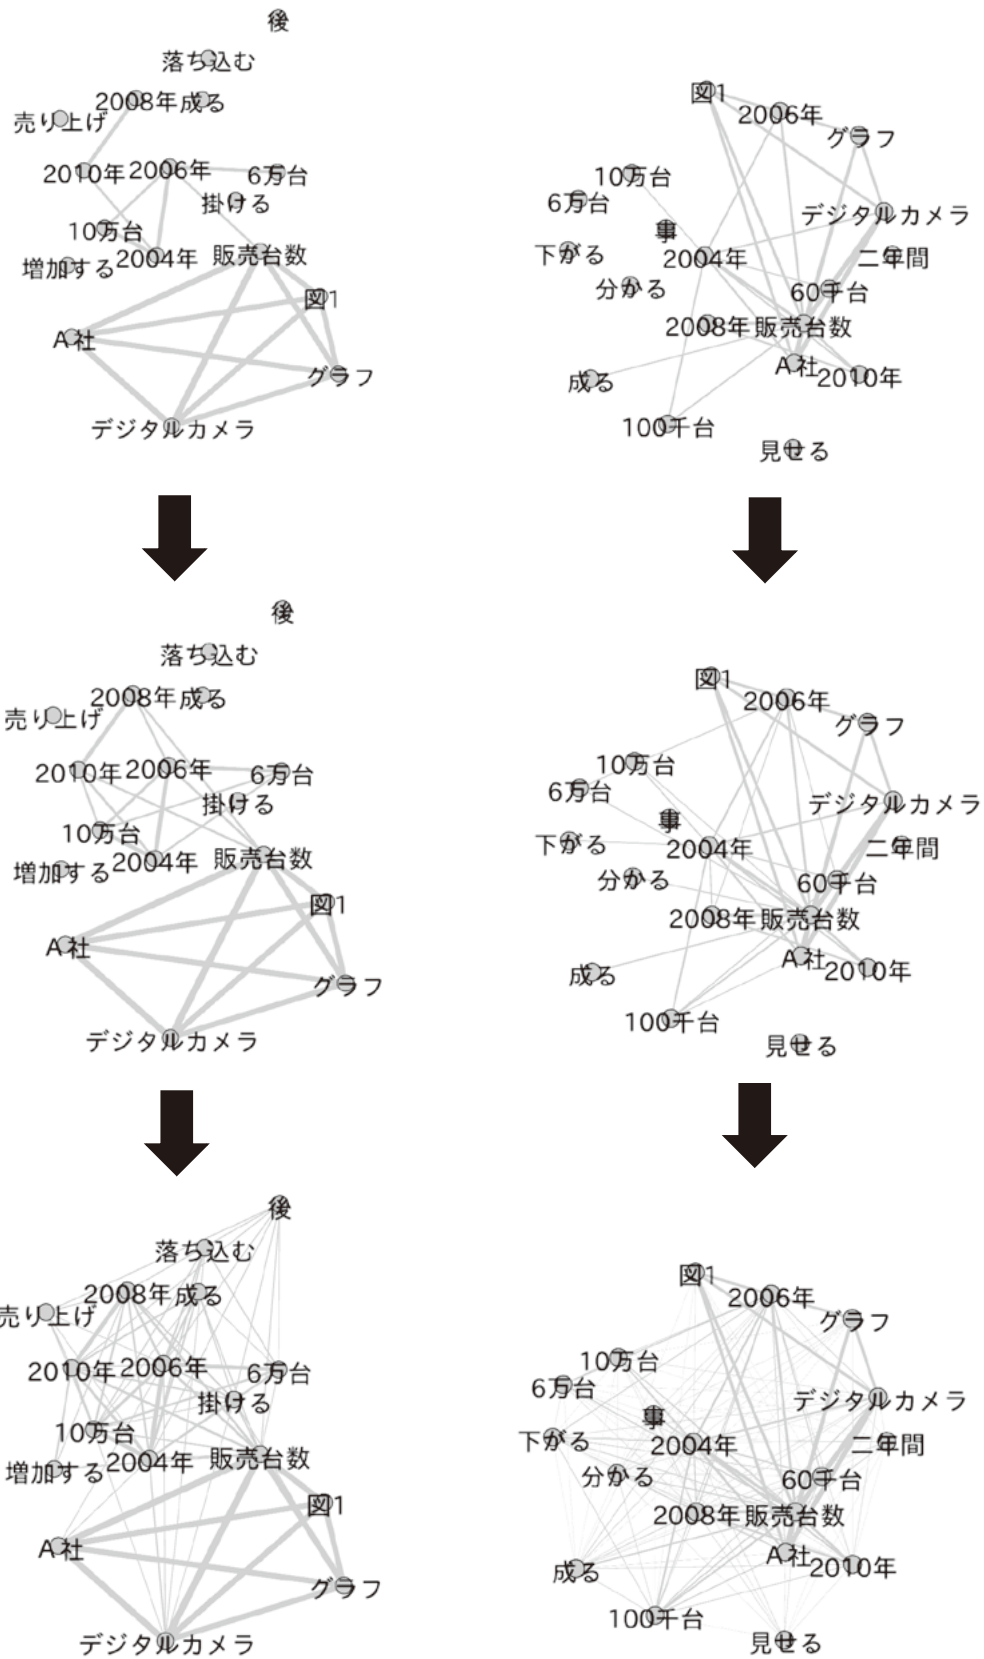 後
落ち込む
2008年 成る
売り上げ
2010年 2006年 6万台
掛ける
10万台
増加する 2004年 販売台数
図1
A社
グラフ
デジタルカメラ
図1
2006年
グラフ
10万台
6万台
デジタルカメラ
事
下がる 2004年 二年間
分かる 60千台
2008年 販売台数
A社 2010年
成る
100千台
見せる
後
落ち込む
2008年 成る
売り上げ
2010年 2006年 6万台
掛ける
10万台
増加する 2004年 販売台数
図1
A社
グラフ
デジタルカメラ
図1
2006年
グラフ
10万台
6万台
デジタルカメラ
事
下がる 2004年 二年間
分かる 60千台
2008年 販売台数
A社 2010年
成る
100千台
見せる
後
落ち込む
2008年 成る
売り上げ
2010年 2006年 6万台
掛ける
10万台
増加する 2004年 販売台数
図1
A社
グラフ
デジタルカメラ
図1
2006年
グラフ
10万台
6万台
デジタルカメラ
事
下がる 2004年 二年間
分かる 60千台
2008年 販売台数
A社 2010年
成る
100千台
見せる